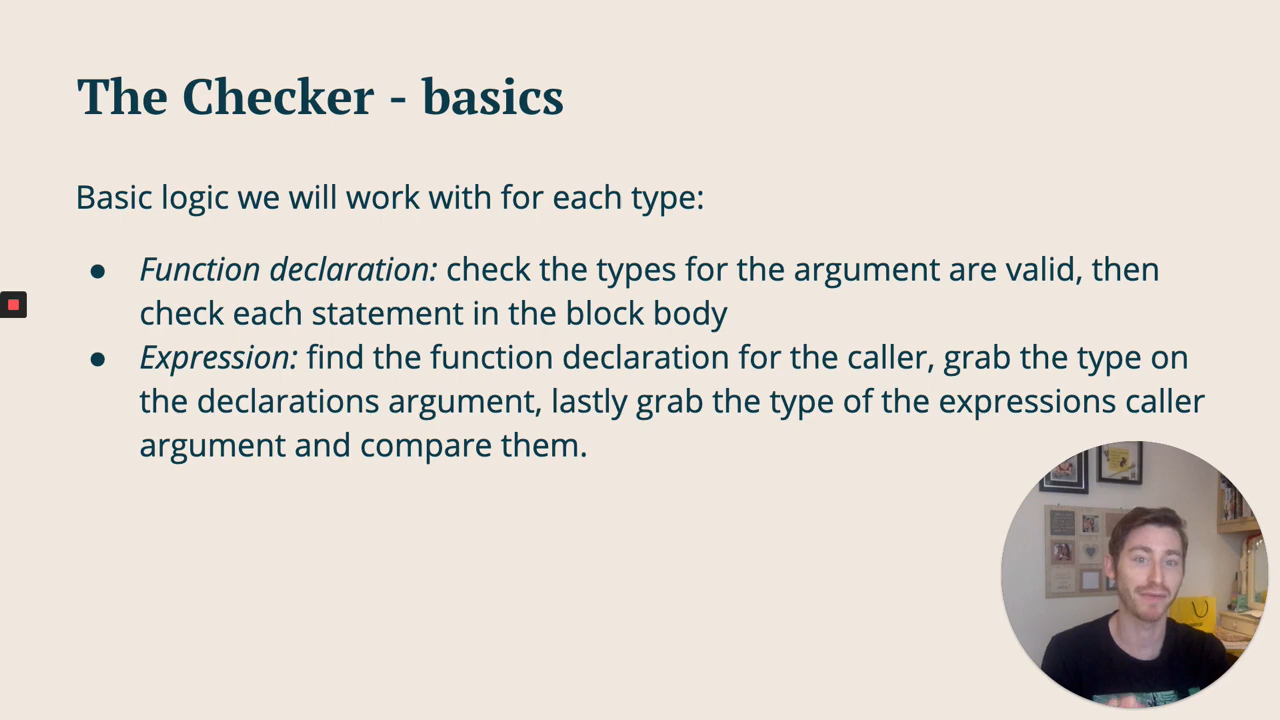 The Checker - basics
Basic logic we will work with for each type:
● Function declaration: check the types for the argument are valid, then
check each statement in the block body
● Expression: find the function declaration for the caller, grab the type on
the declarations argument, lastly grab the type of the expressions caller
argument and compare them.